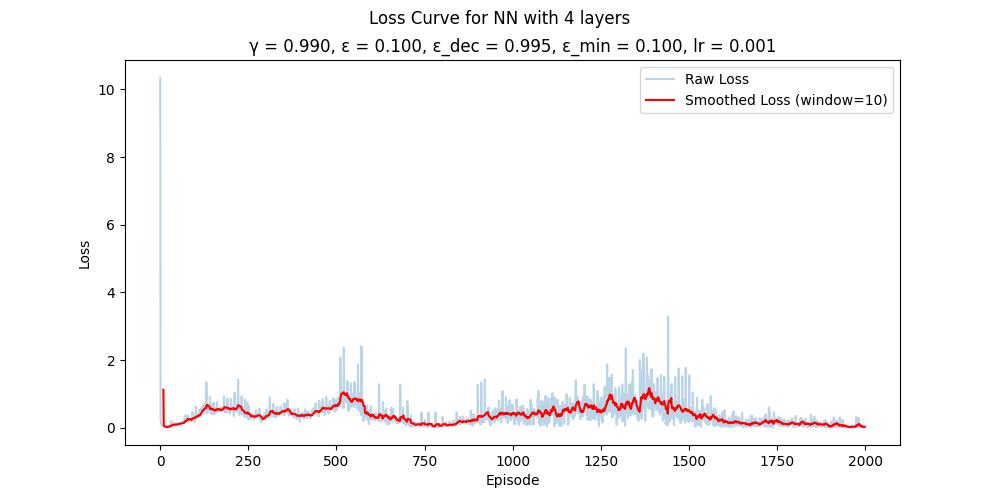 Loss Curve for NN with 4 layers
γ = 0.990, ε = 0.100, ε_dec = 0.995, ε_min = 0.100, lr = 0.001
Raw Loss
Smoothed Loss (window=10)
Loss
10
8
6
4
2
0
0 250 500 750 1000 1250 1500 1750 2000
Episode